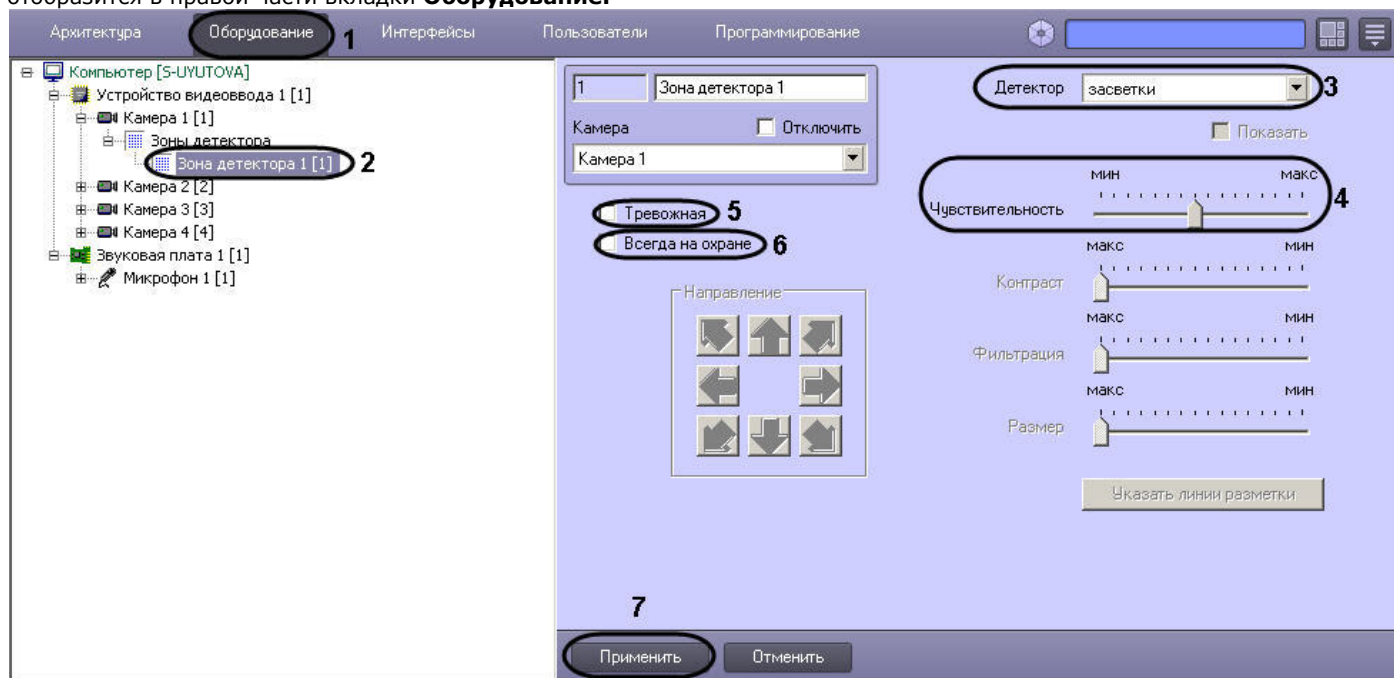 отобразится в правой части вкладки Оборудование.
Архитектура Оборудование 1 Интерфейсы Пользователи Программирование
Компьютер [S-UYUTOVA]
Устройство видеоввода 1 [1]
Камера 1 [1]
Зоны детектора
Зона детектора 1 [1] 2
Камера 2 [2]
Камера 3 [3]
Камера 4 [4]
Звуковая плата 1 [1]
Микрофон 1 [1]
1 Зона детектора 1
Камера Отключить
Камера 1
Тревожная 5
Всегда на охране 6
Направление
Детектор засветки 3
Показать
мин макс
Чувствительность 4
макс мин
Контраст
макс мин
Фильтрация
макс мин
Размер
Указать линии разметки
7
Применить Отменить